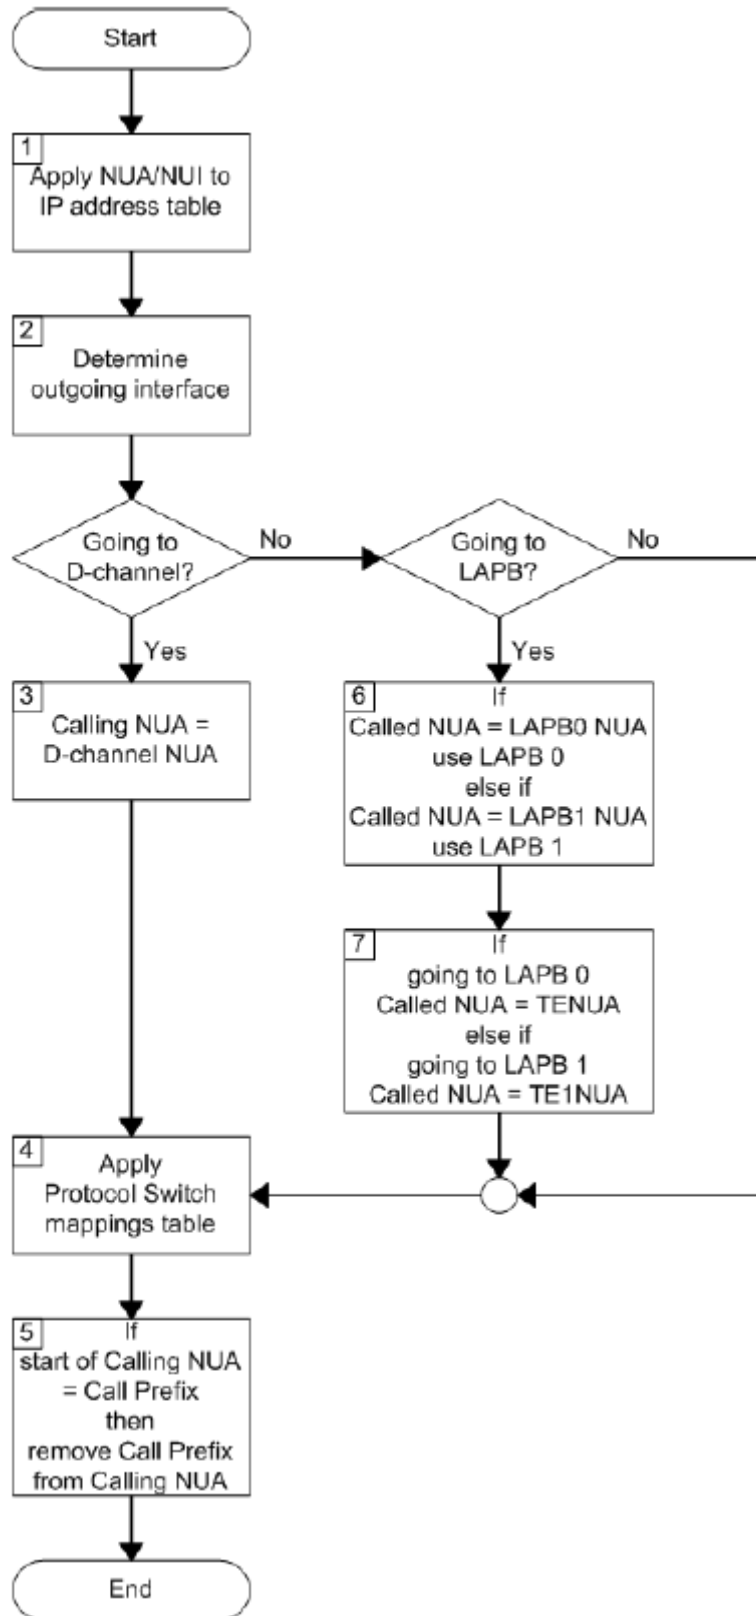 Start
1
Apply NUA/NUI to
IP address table
2
Determine
outgoing interface
Going to
D-channel?
No
Going to
LAPB?
No
Yes
Yes
3
Calling NUA =
D-channel NUA
6
If
Called NUA = LAPB0 NUA
use LAPB 0
else if
Called NUA = LAPB1 NUA
use LAPB 1
7
If
going to LAPB 0
Called NUA = TENUA
else if
going to LAPB 1
Called NUA = TE1NUA
4
Apply
Protocol Switch
mappings table
5
If
start of Calling NUA
= Call Prefix
then
remove Call Prefix
from Calling NUA
End